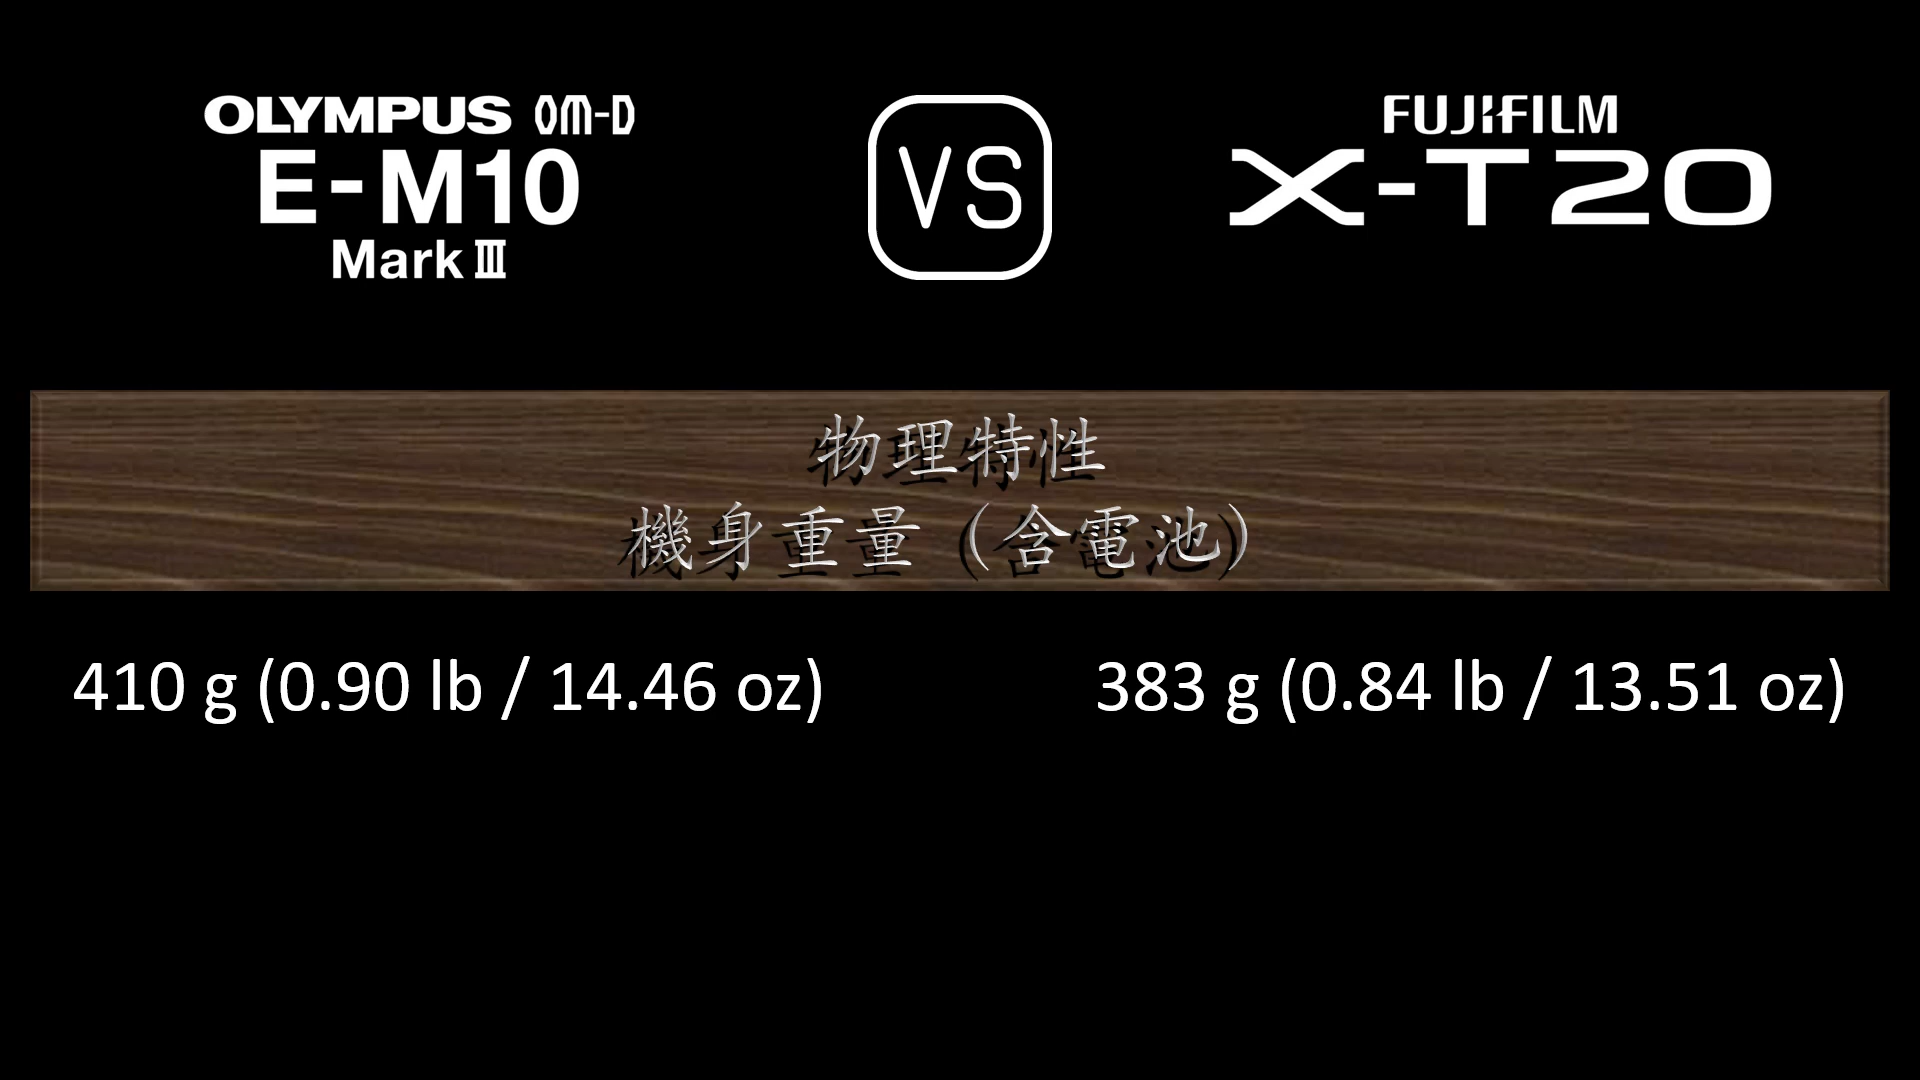 OLYMPUS OM-D
E-M10
Mark III
VS
FUJIFILM
X-T20
物理特性
機身重量（含電池）
410 g (0.90 lb / 14.46 oz)
383 g (0.84 lb / 13.51 oz)